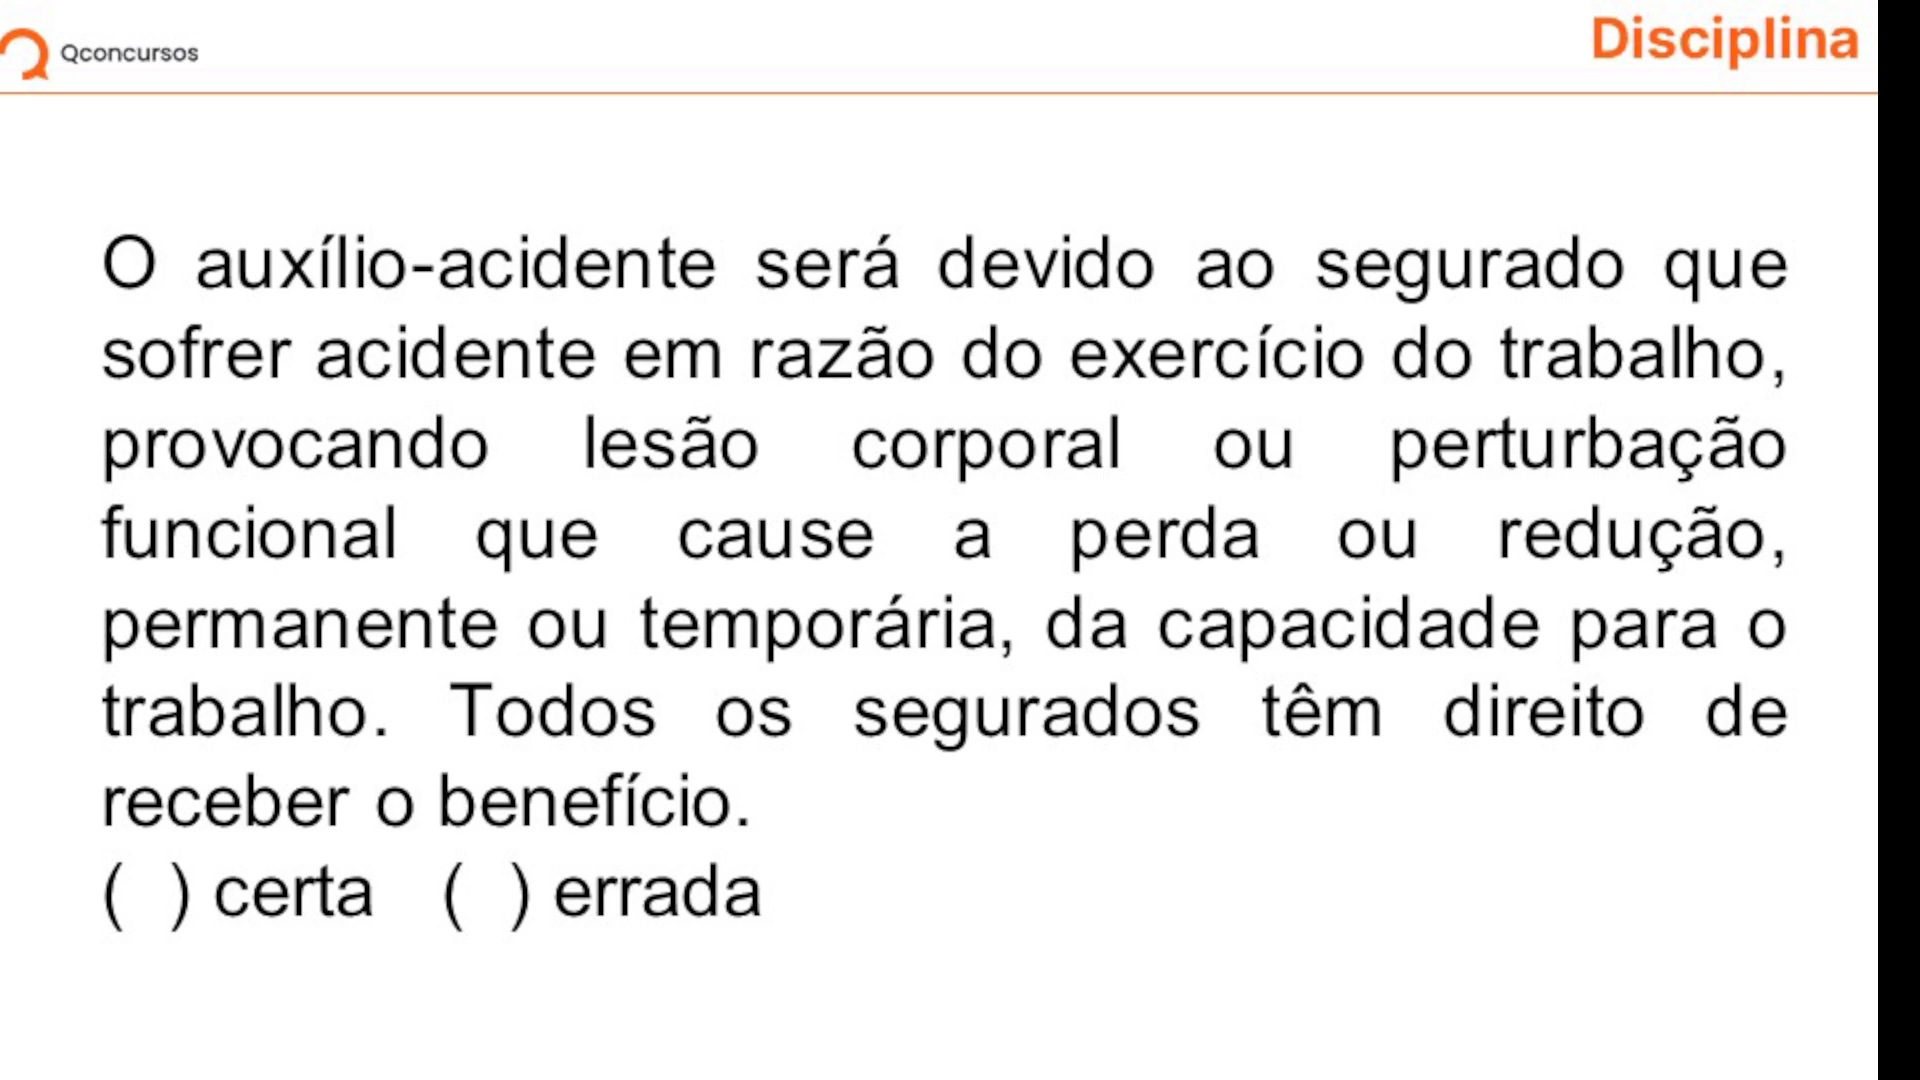 Qconcursos
Disciplina
O auxílio-acidente será devido ao segurado que
sofrer acidente em razão do exercício do trabalho,
provocando lesão corporal ou perturbação
funcional que cause a perda ou redução,
permanente ou temporária, da capacidade para o
trabalho. Todos os segurados têm direito de
receber o benefício.
( ) certa ( ) errada